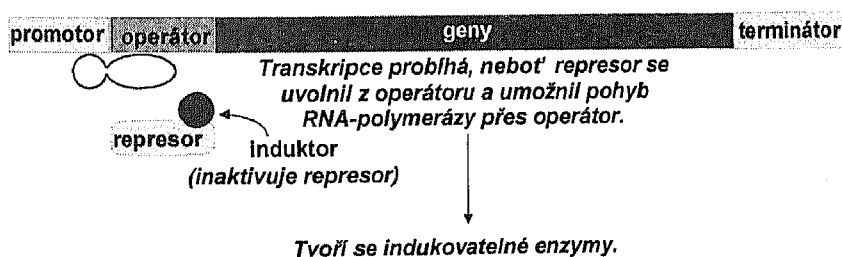 promotor operátor geny terminátor
Transkripce probíhá, neboť represor se
uvolnil z operátoru a umožnil pohyb
RNA-polymerázy přes operátor.
represor
induktor
(inaktivuje represor)
Tvoří se indukovatelné enzymy.